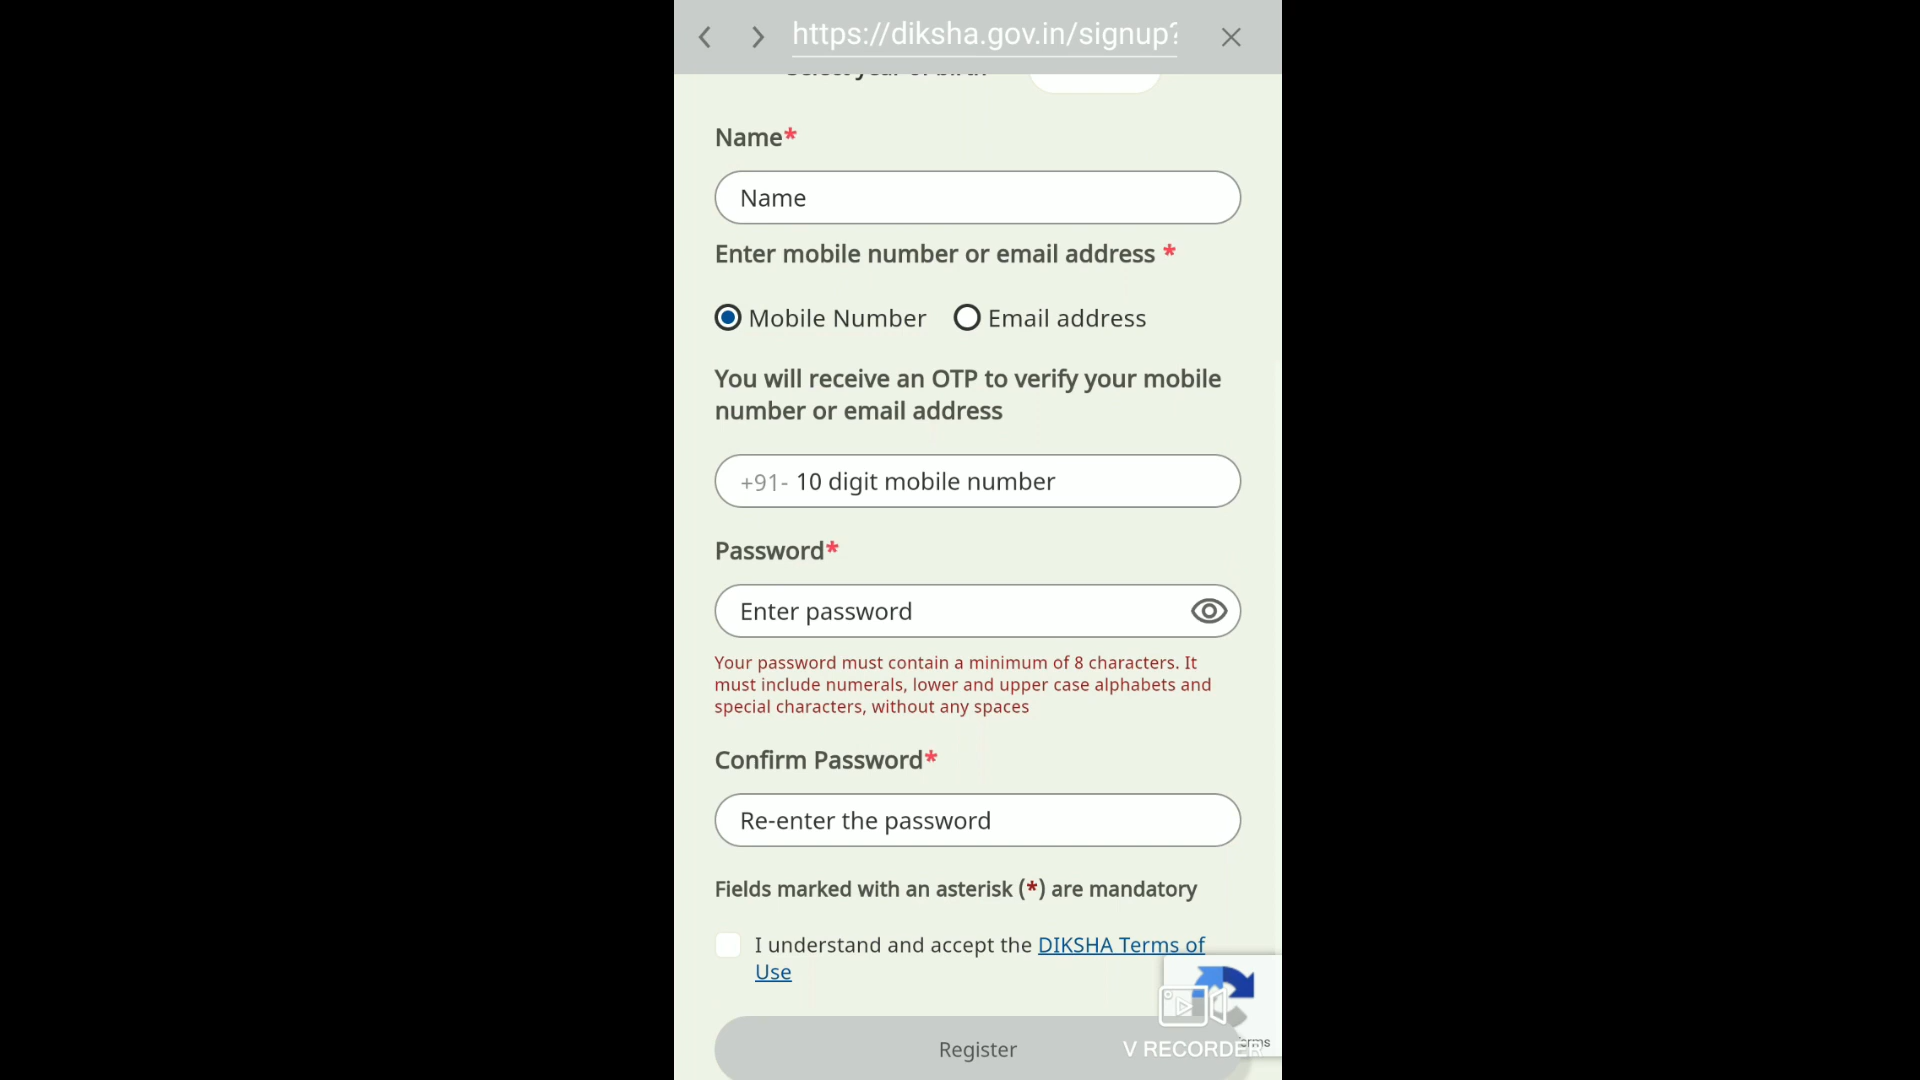 https://diksha.gov.in/signup?
Select year of birth
Name*
Name
Enter mobile number or email address *
Mobile Number Email address
You will receive an OTP to verify your mobile
number or email address
+91- 10 digit mobile number
Password*
Enter password
Your password must contain a minimum of 8 characters. It
must include numerals, lower and upper case alphabets and
special characters, without any spaces
Confirm Password*
Re-enter the password
Fields marked with an asterisk (*) are mandatory
I understand and accept the DIKSHA Terms of
Use
Register
V RECORDER